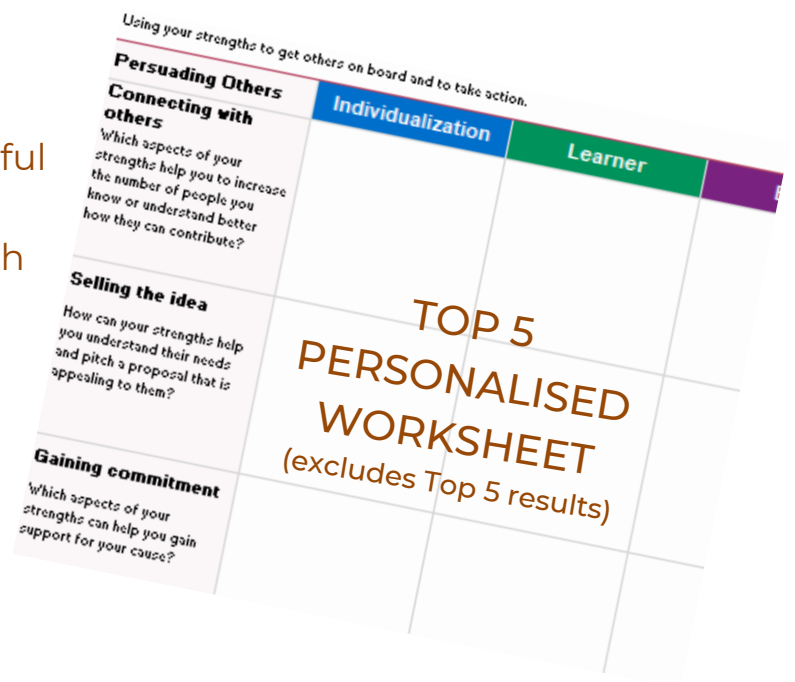 Using your strengths to get others on board and to take action.
Persuading Others
Individualization
Learner
Connecting with
others
Which aspects of your
strengths help you to increase
the number of people you
know or understand better
how they can contribute?
Selling the idea
How can your strengths help
you understand their needs
and pitch a proposal that is
appealing to them?
Gaining commitment
Which aspects of your
strengths can help you gain
support for your cause?
TOP 5
PERSONALISED
WORKSHEET
(excludes Top 5 results)
ful
h